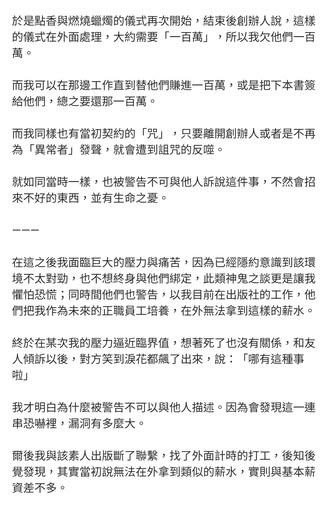 於是點香與燃燒蠟燭的儀式再次開始，結束後創辦人說，這樣
的儀式在外面處理，大約需要「一百萬」，所以我欠他們一百
萬。
而我可以在那邊工作直到替他們賺進一百萬，或是把下本書簽
給他們，總之要還那一百萬。
而我同樣也有當初契約的「咒」，只要離開創辦人或者是不再
為「異常者」發聲，就會遭到詛咒的反噬。
就如同當時一樣，也被警告不可與他人訴說這件事，不然會招
來不好的東西，並有生命之憂。
———
在這之後我面臨巨大的壓力與痛苦，因為已經隱約意識到該環
境不太對勁，也不想終身與他們綁定，此類神鬼之談更是讓我
懼怕恐慌；同時間他們也警告，以我目前在出版社的工作，他
們把我作為未來的正職員工培養，在外無法拿到這樣的薪水。
終於在某次我的壓力逼近臨界值，想著死了也沒有關係，和友
人傾訴以後，對方笑到淚花都飆了出來，說：「哪有這種事
啦」
我才明白為什麼被警告不可以與他人描述。因為會發現這一連
串恐嚇裡，漏洞有多麼大。
爾後我與該素人出版斷了聯繫，找了外面計時的打工，後知後
覺發現，其實當初說無法在外拿到類似的薪水，實則與基本薪
資差不多。